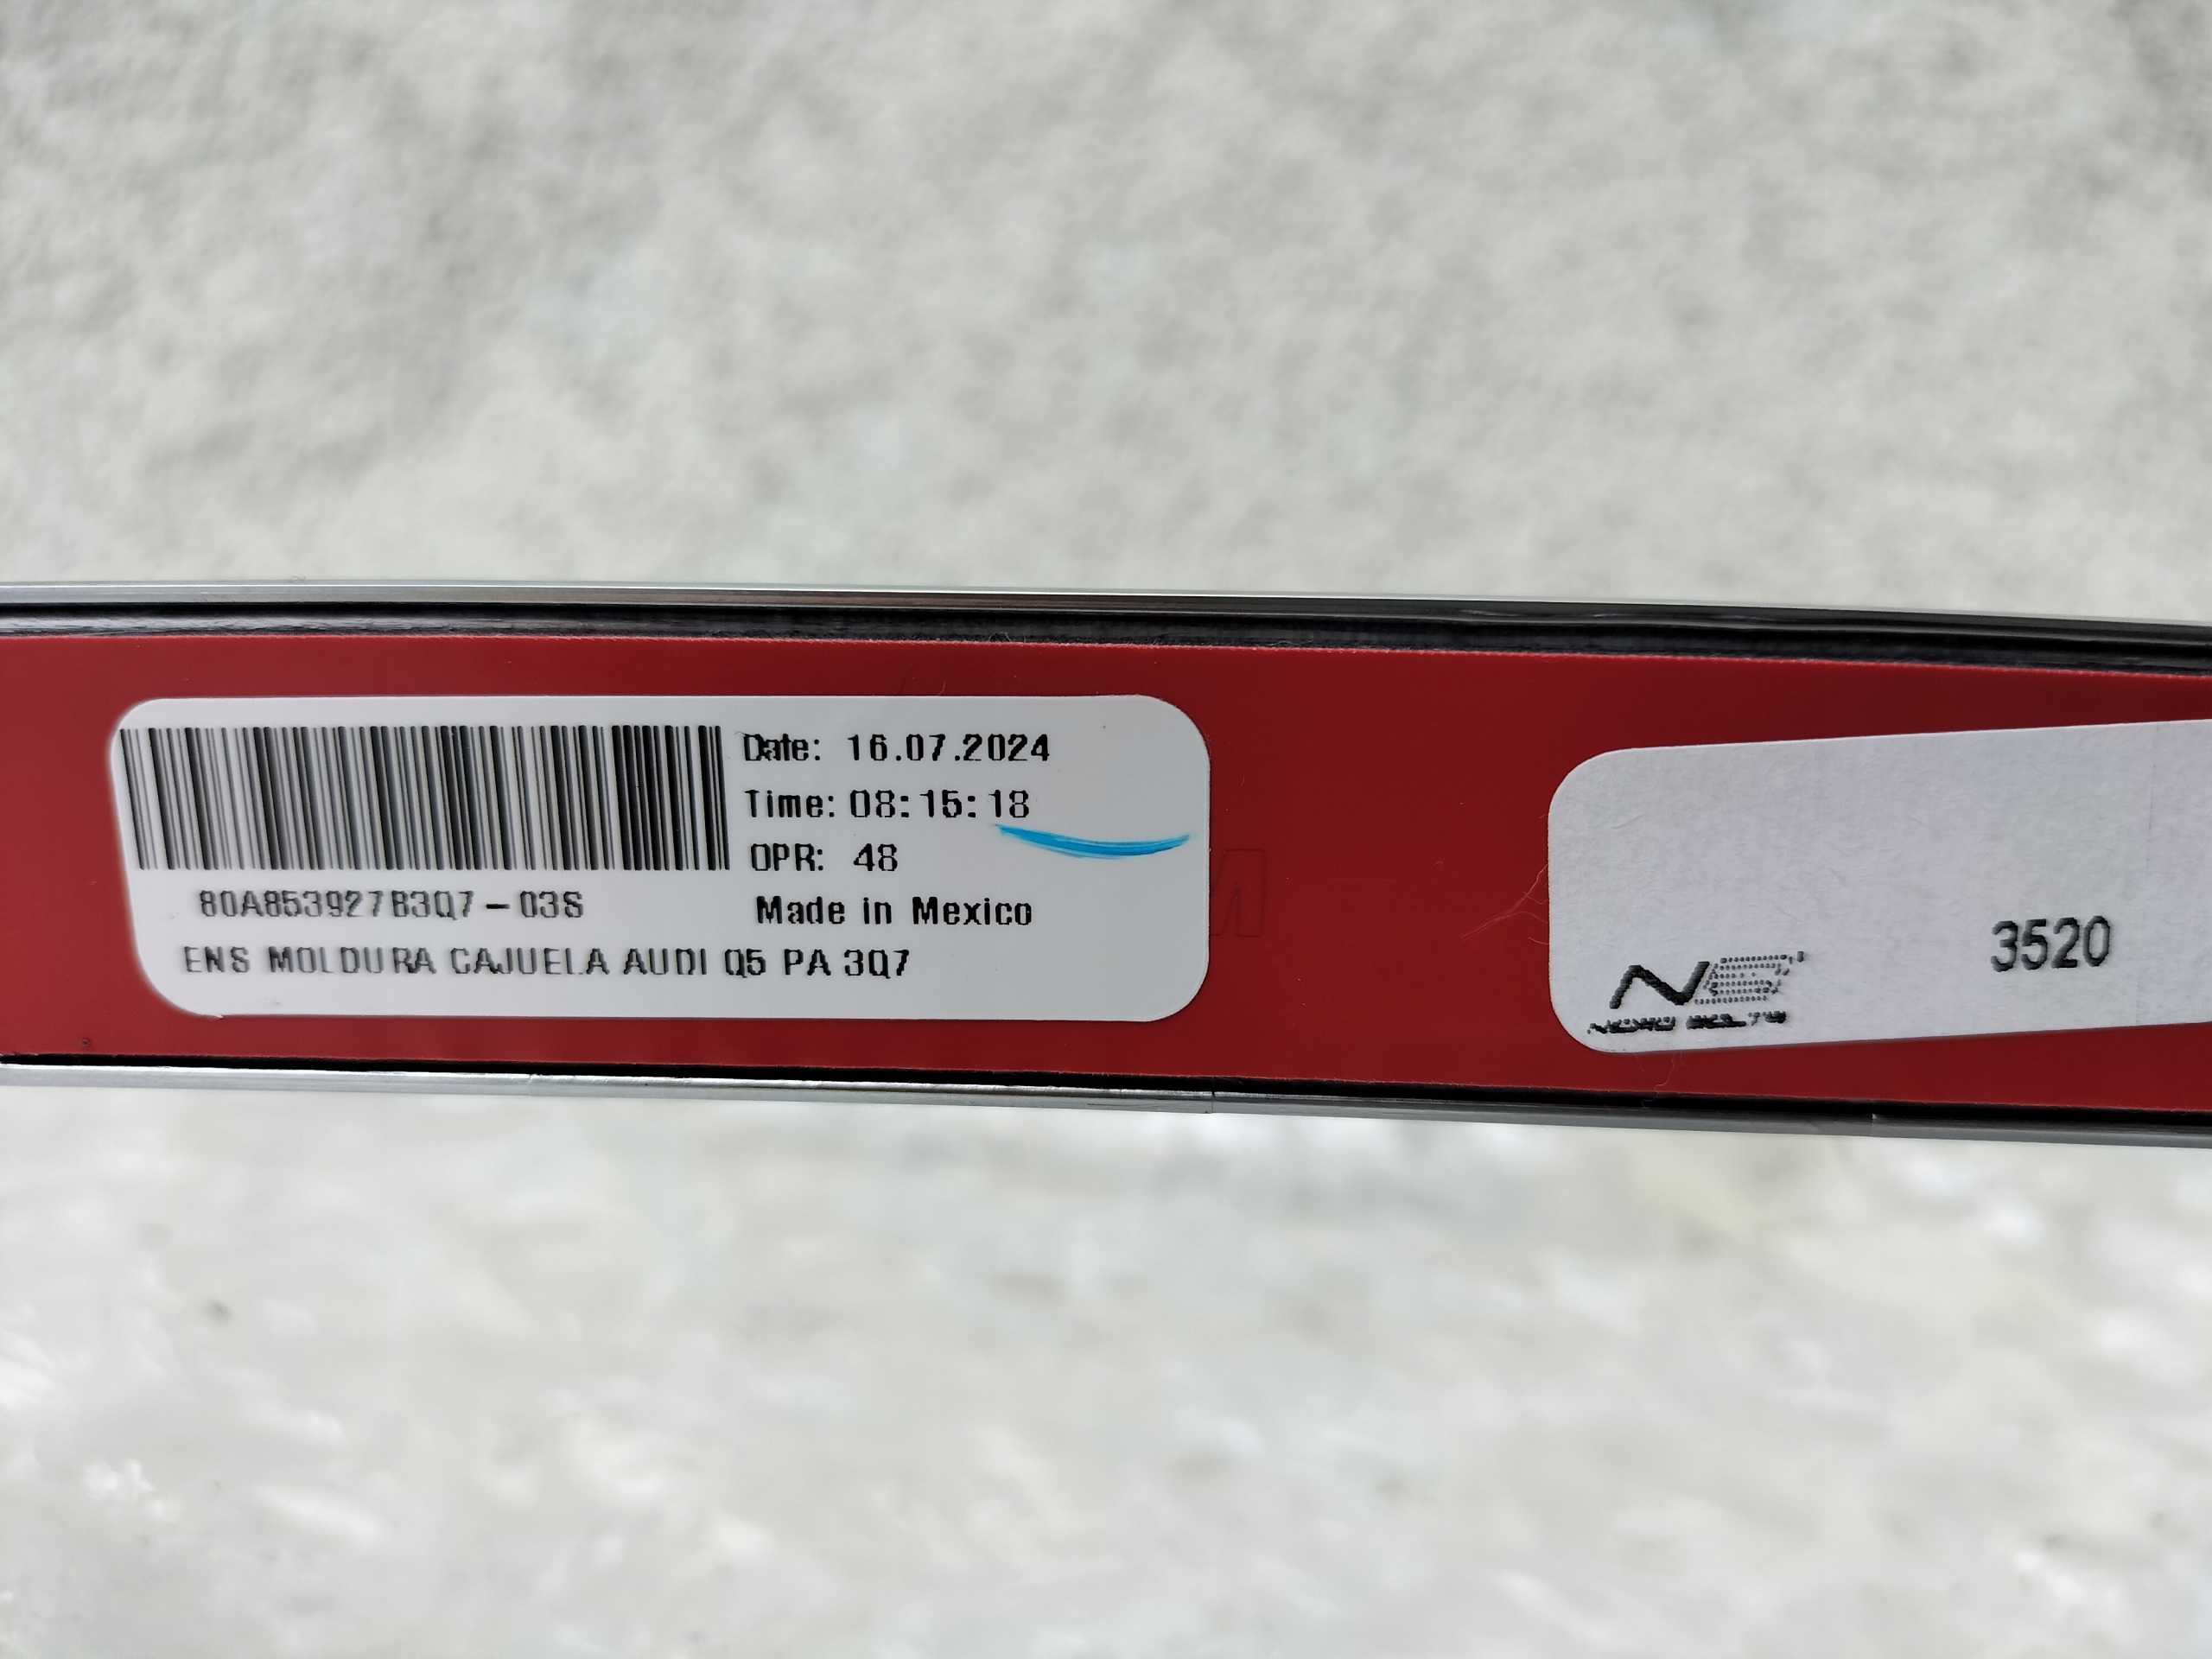 Date: 16.07.2024
Time: 08:15:18
OPR: 48
80A853927B3Q7-03S
Made in Mexico
ENS MOLDURA CAJUELA AUDI Q5 PA 3Q7
3520